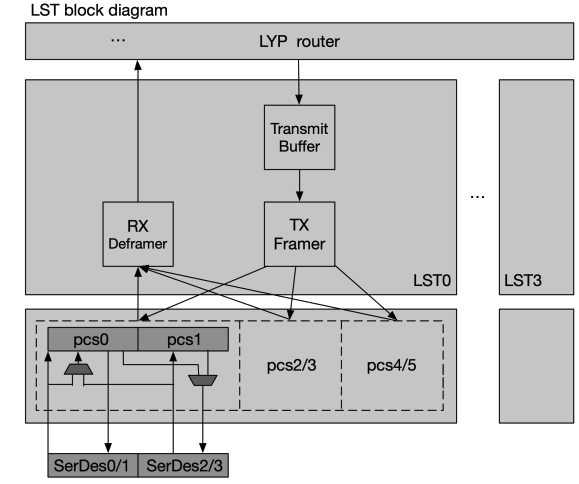 LST block diagram
... LYP router
Transmit
Buffer
RX
Deframer
TX
Framer
...
LST0
LST3
pcs0
pcs1
pcs2/3
pcs4/5
SerDes0/1
SerDes2/3